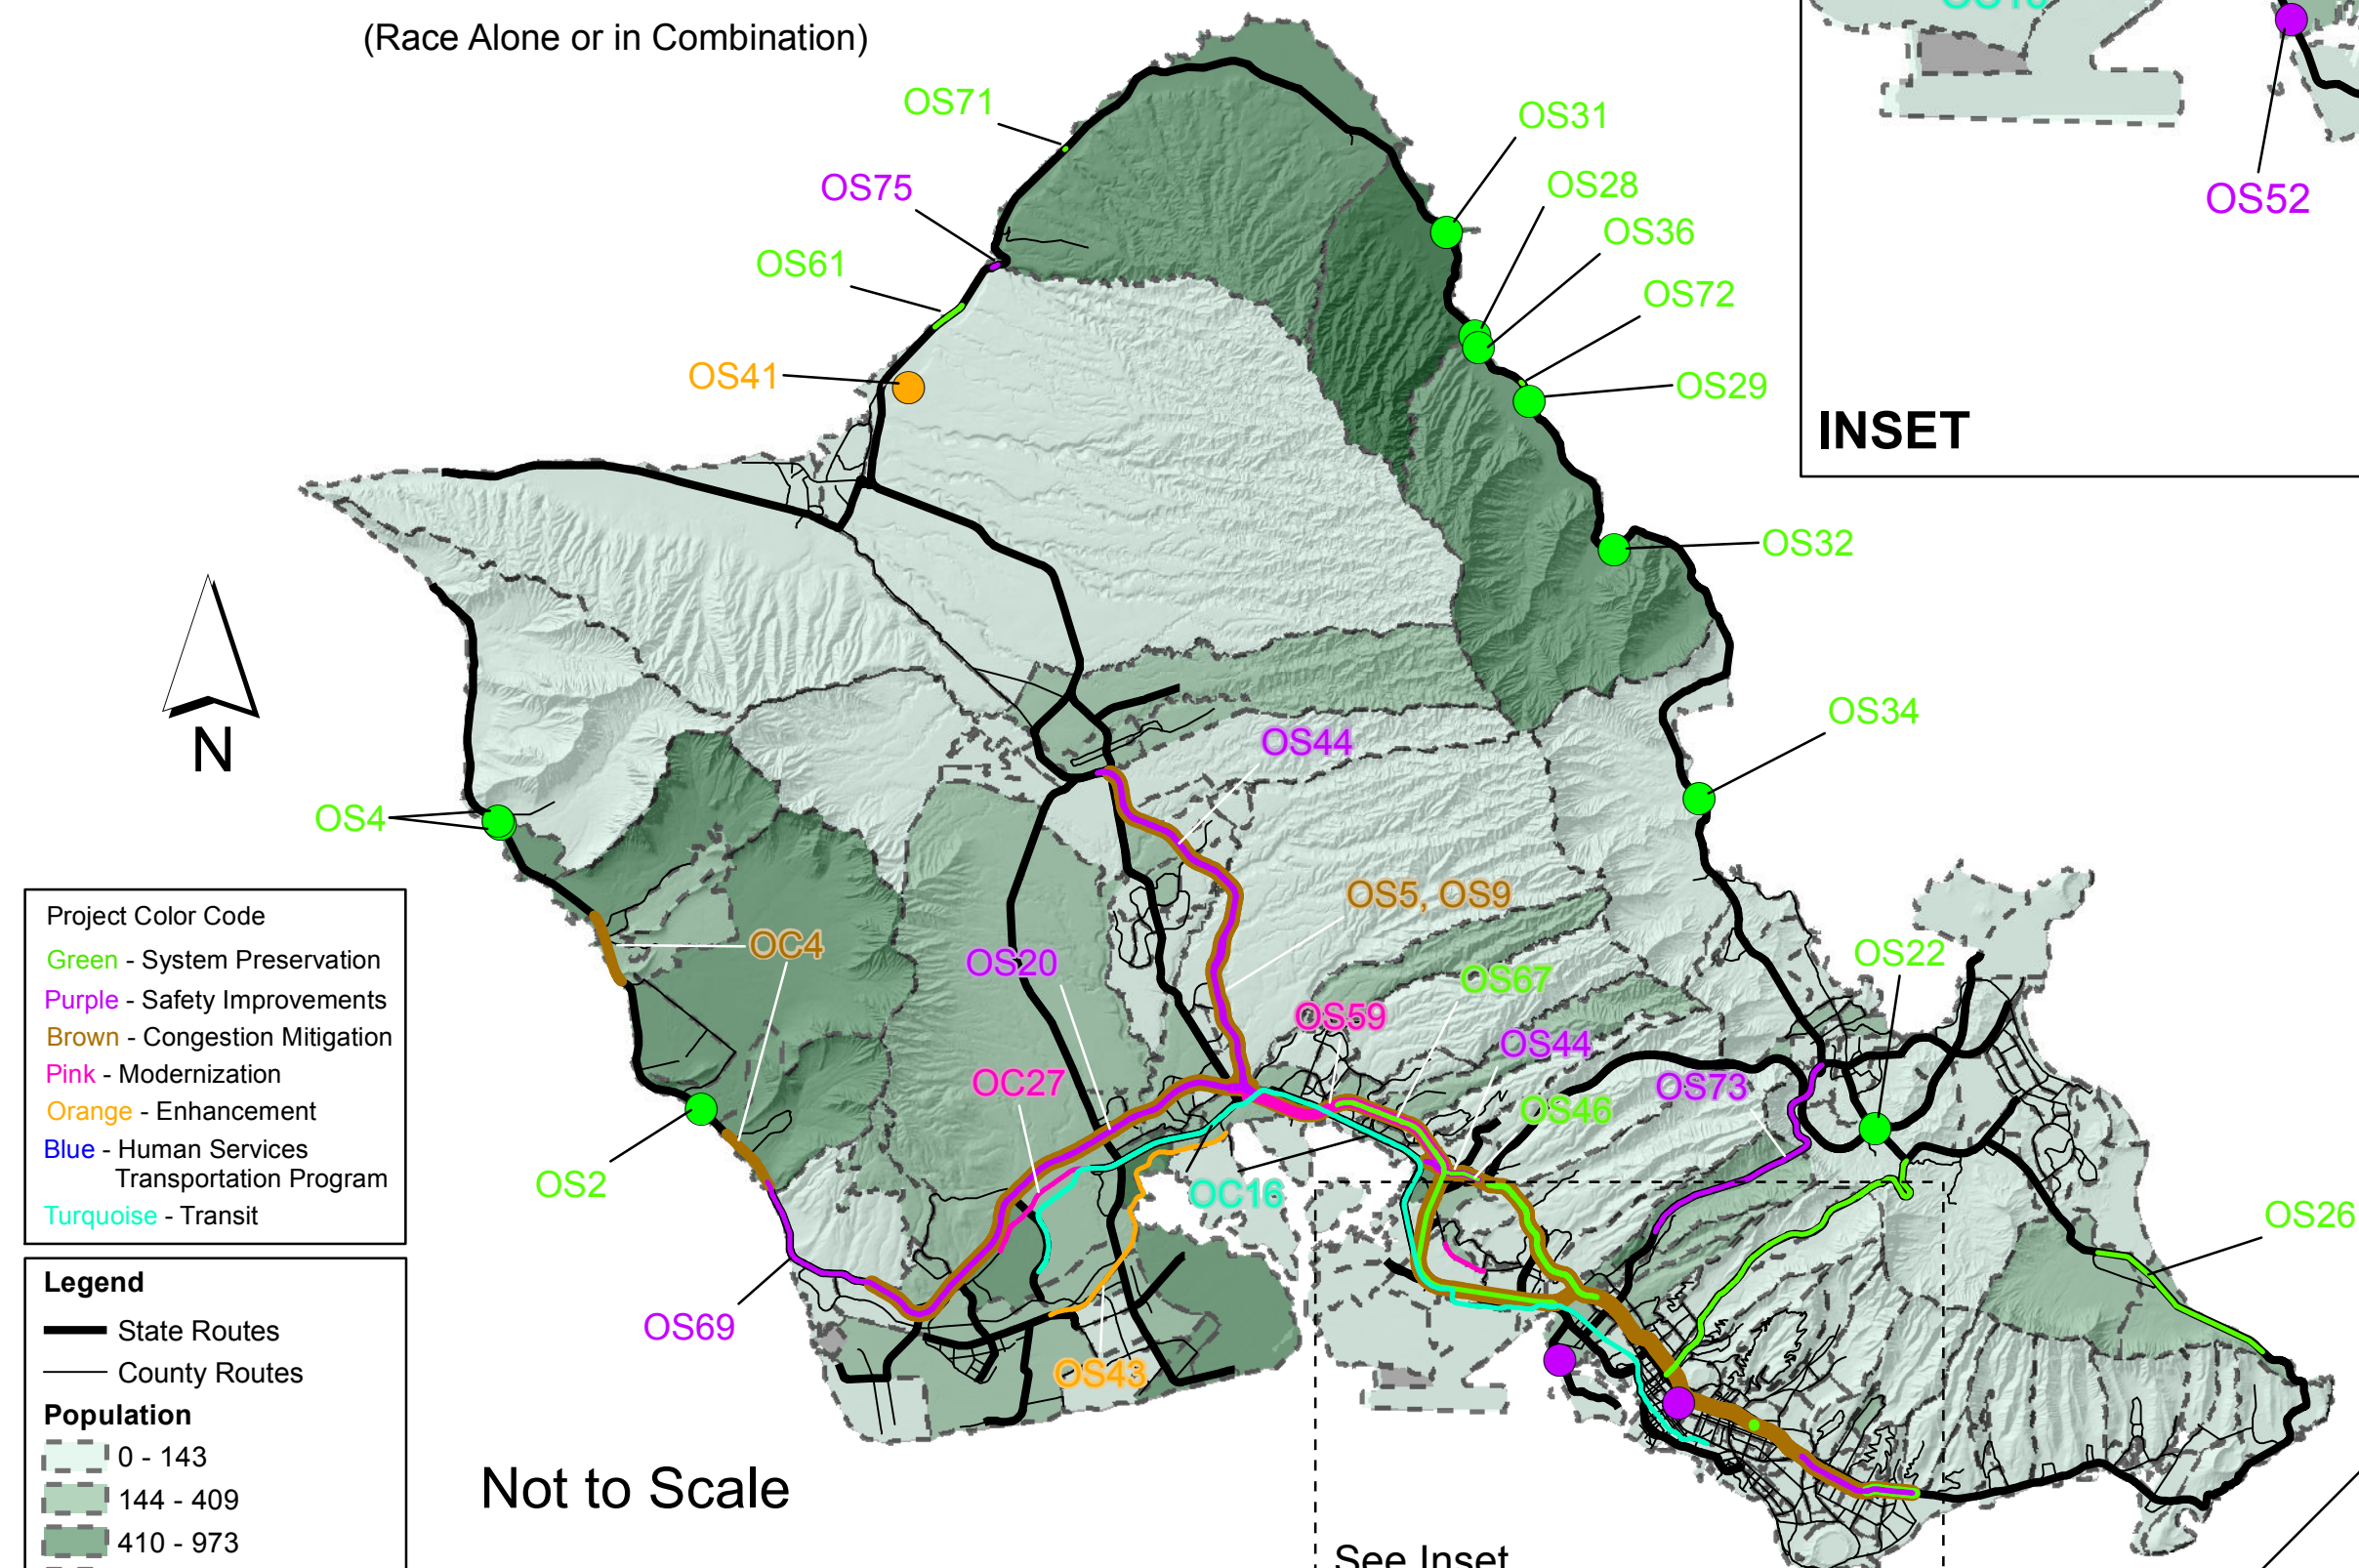 (Race Alone or in Combination)
OS52
INSET
OS71
OS31
OS75
OS28
OS36
OS61
OS72
OS41
OS29
OS32
N
OS34
OS44
OS4
OS5, OS9
OC4
OS20
OS22
OS67
OS59
OS44
OC27
OS73
OS46
OS2
OC16
OS26
OS69
OS43
Project Color Code
Green - System Preservation
Purple - Safety Improvements
Brown - Congestion Mitigation
Pink - Modernization
Orange - Enhancement
Blue - Human Services
Transportation Program
Turquoise - Transit
Legend
State Routes
County Routes
Population
0 - 143
144 - 409
410 - 973
Not to Scale
See Inset